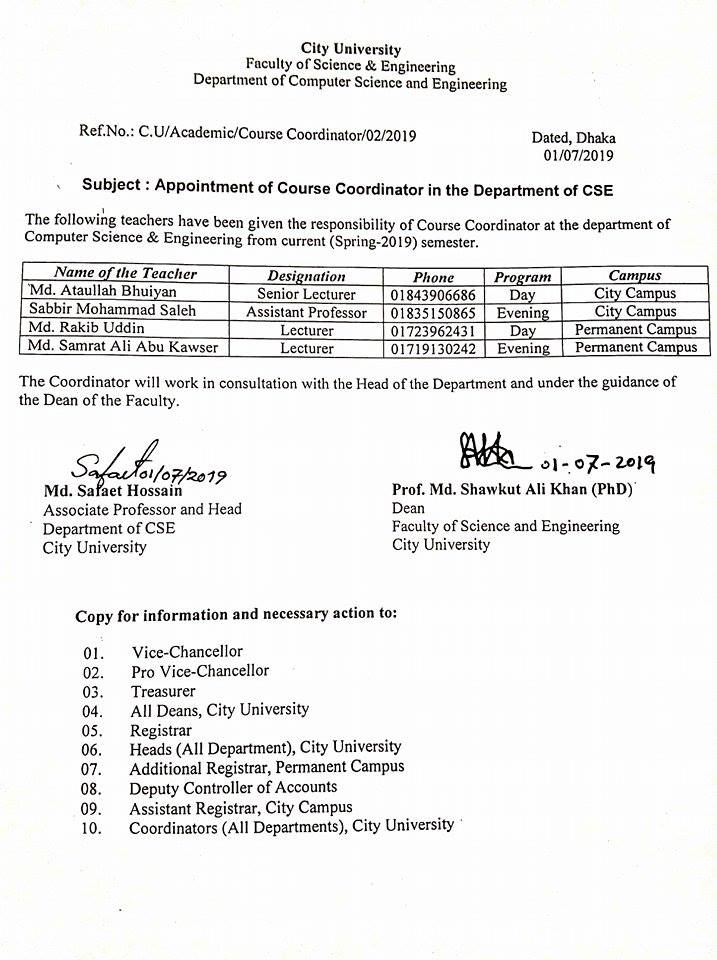 City University
Faculty of Science & Engineering
Department of Computer Science and Engineering
Ref.No.: C.U/Academic/Course Coordinator/02/2019
Dated, Dhaka
01/07/2019
Subject : Appointment of Course Coordinator in the Department of CSE
The following teachers have been given the responsibility of Course Coordinator at the department of
Computer Science & Engineering from current (Spring-2019) semester.
Name of the Teacher Designation Phone Program Campus
Md. Ataullah Bhuiyan Senior Lecturer 01843906686 Day City Campus
Sabbir Mohammad Saleh Assistant Professor 01835150865 Evening City Campus
Md. Rakib Uddin Lecturer 01723962431 Day Permanent Campus
Md. Samrat Ali Abu Kawser Lecturer 01719130242 Evening Permanent Campus
The Coordinator will work in consultation with the Head of the Department and under the guidance of
the Dean of the Faculty.
Safaet 01/07/2019
Md. Safaet Hossain
Associate Professor and Head
Department of CSE
City University
01-07-2019
Prof. Md. Shawkut Ali Khan (PhD)
Dean
Faculty of Science and Engineering
City University
Copy for information and necessary action to:
01. Vice-Chancellor
02. Pro Vice-Chancellor
03. Treasurer
04. All Deans, City University
05. Registrar
06. Heads (All Department), City University
07. Additional Registrar, Permanent Campus
08. Deputy Controller of Accounts
09. Assistant Registrar, City Campus
10. Coordinators (All Departments), City University